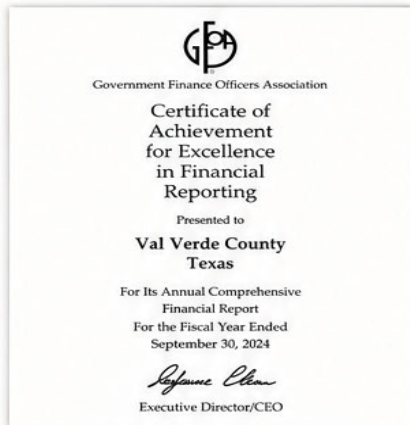 GFOA
Government Finance Officers Association
Certificate of
Achievement
for Excellence
in Financial
Reporting
Presented to
Val Verde County
Texas
For Its Annual Comprehensive
Financial Report
For the Fiscal Year Ended
September 30, 2024
Executive Director/CEO